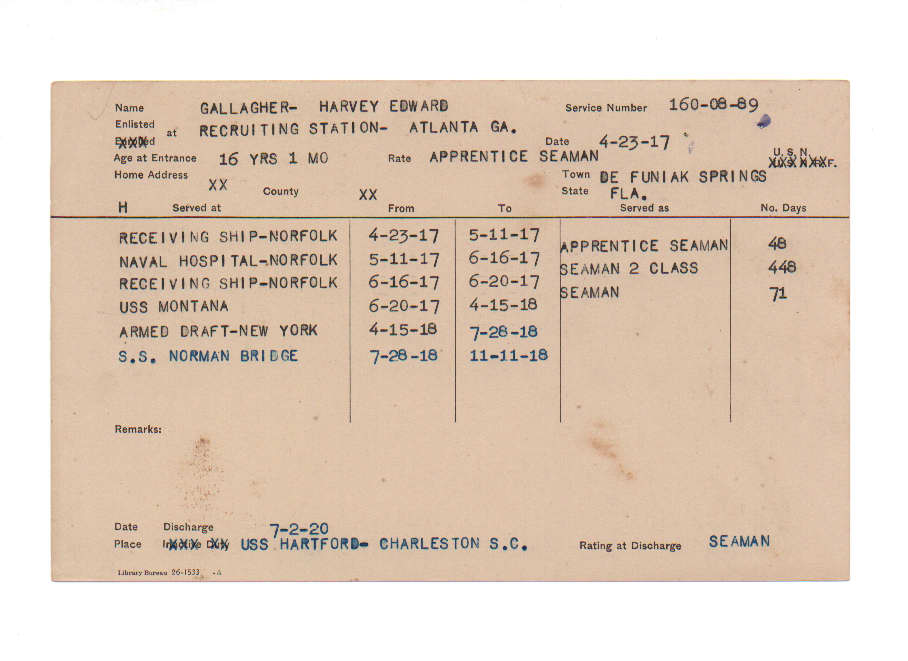 Name GALLAGHER- HARVEY EDWARD Service Number 160-08-89
Enlisted at RECRUITING STATION- ATLANTA GA. Date 4-23-17
Age at Entrance 16 YRS 1 MO Rate APPRENTICE SEAMAN U. S. N.
Home Address XX County XX Town DE FUNIAK SPRINGS
State FLA.
H Served at From To Served as No. Days
RECEIVING SHIP-NORFOLK 4-23-17 5-11-17 APPRENTICE SEAMAN 48
NAVAL HOSPITAL-NORFOLK 5-11-17 6-16-17 SEAMAN 2 CLASS 448
RECEIVING SHIP-NORFOLK 6-16-17 6-20-17 SEAMAN 71
USS MONTANA 6-20-17 4-15-18
ARMED DRAFT-NEW YORK 4-15-18 7-28-18
S.S. NORMAN BRIDGE 7-28-18 11-11-18
Remarks:
Date Discharge 7-2-20
Place USS HARTFORD- CHARLESTON S.C. Rating at Discharge SEAMAN
Library Bureau 26-1533 -A